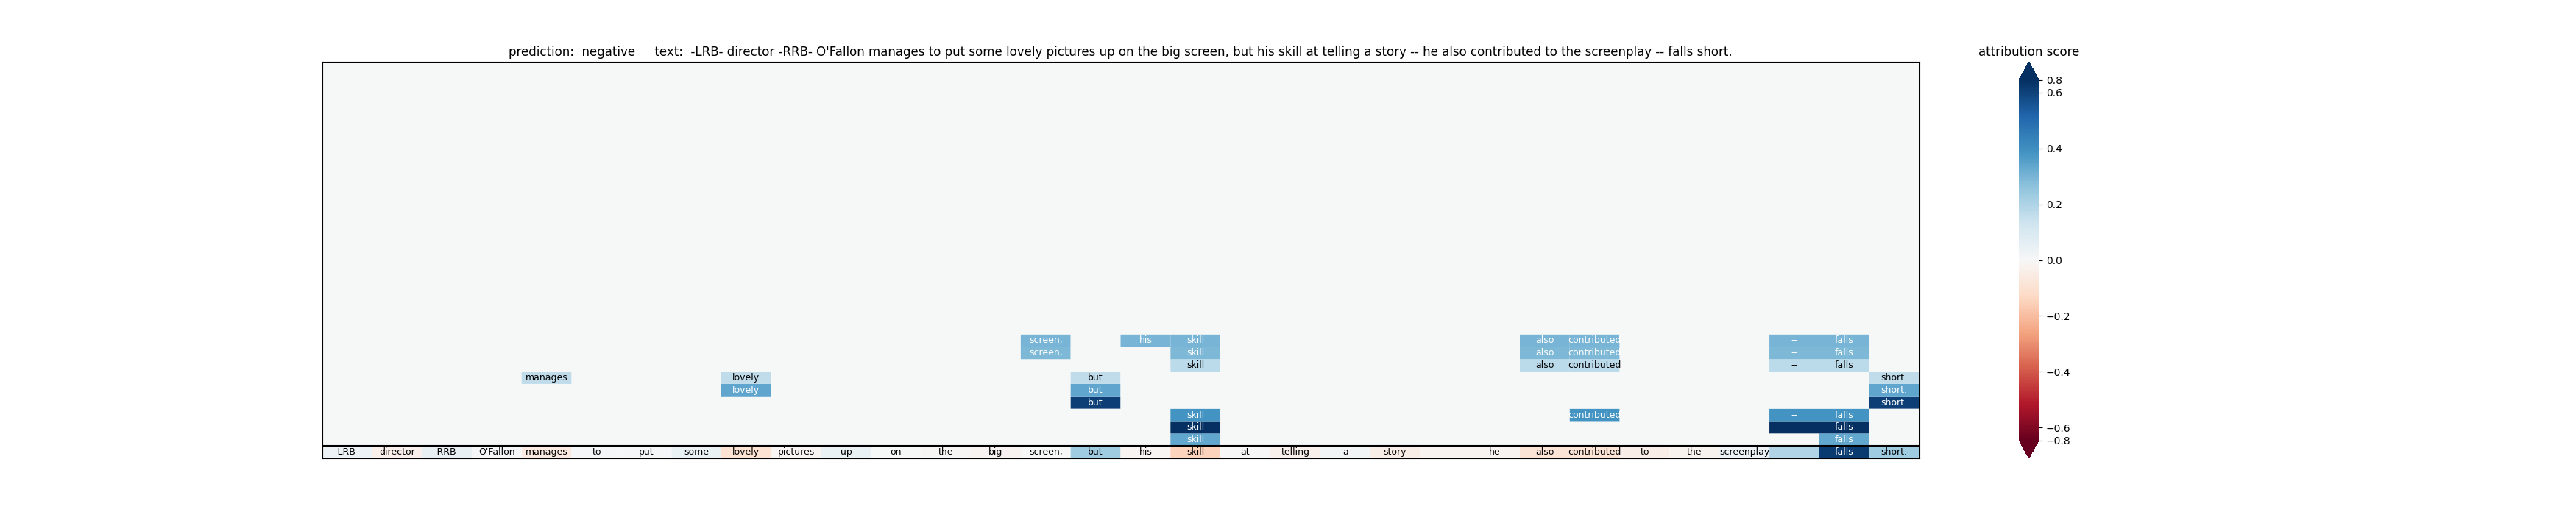 prediction:  negative     text:  -LRB- director -RRB- O'Fallon manages to put some lovely pictures up on the big screen, but his skill at telling a story -- he also contributed to the screenplay -- falls short.
attribution score
0.8
0.6
0.4
0.2
0.0
−0.2
−0.4
−0.6
−0.8
screen, his skill also contributed -- falls
screen, skill also contributed -- falls
skill also contributed -- falls
manages lovely but short.
lovely but short.
but short.
skill contributed -- falls
skill -- falls
skill falls
-LRB- director -RRB- O'Fallon manages to put some lovely pictures up on the big screen, but his skill at telling a story -- he also contributed to the screenplay -- falls short.